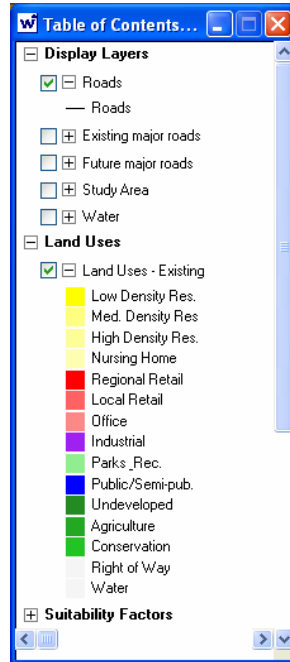 Table of Contents...
Display Layers
Roads
Roads
Existing major roads
Future major roads
Study Area
Water
Land Uses
Land Uses - Existing
Low Density Res.
Med. Density Res
High Density Res.
Nursing Home
Regional Retail
Local Retail
Office
Industrial
Parks_Rec.
Public/Semi-pub.
Undeveloped
Agriculture
Conservation
Right of Way
Water
Suitability Factors